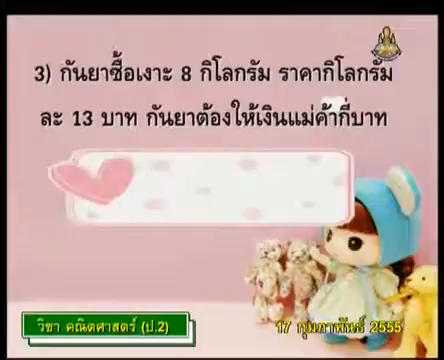 3) กันยาซื้อเงาะ 8 กิโลกรัม ราคากิโลกรัม
ละ 13 บาท กันยาต้องให้เงินแม่ค้ากี่บาท
วิชา คณิตศาสตร์ (ป.2)
17 กุมภาพันธ์ 2555